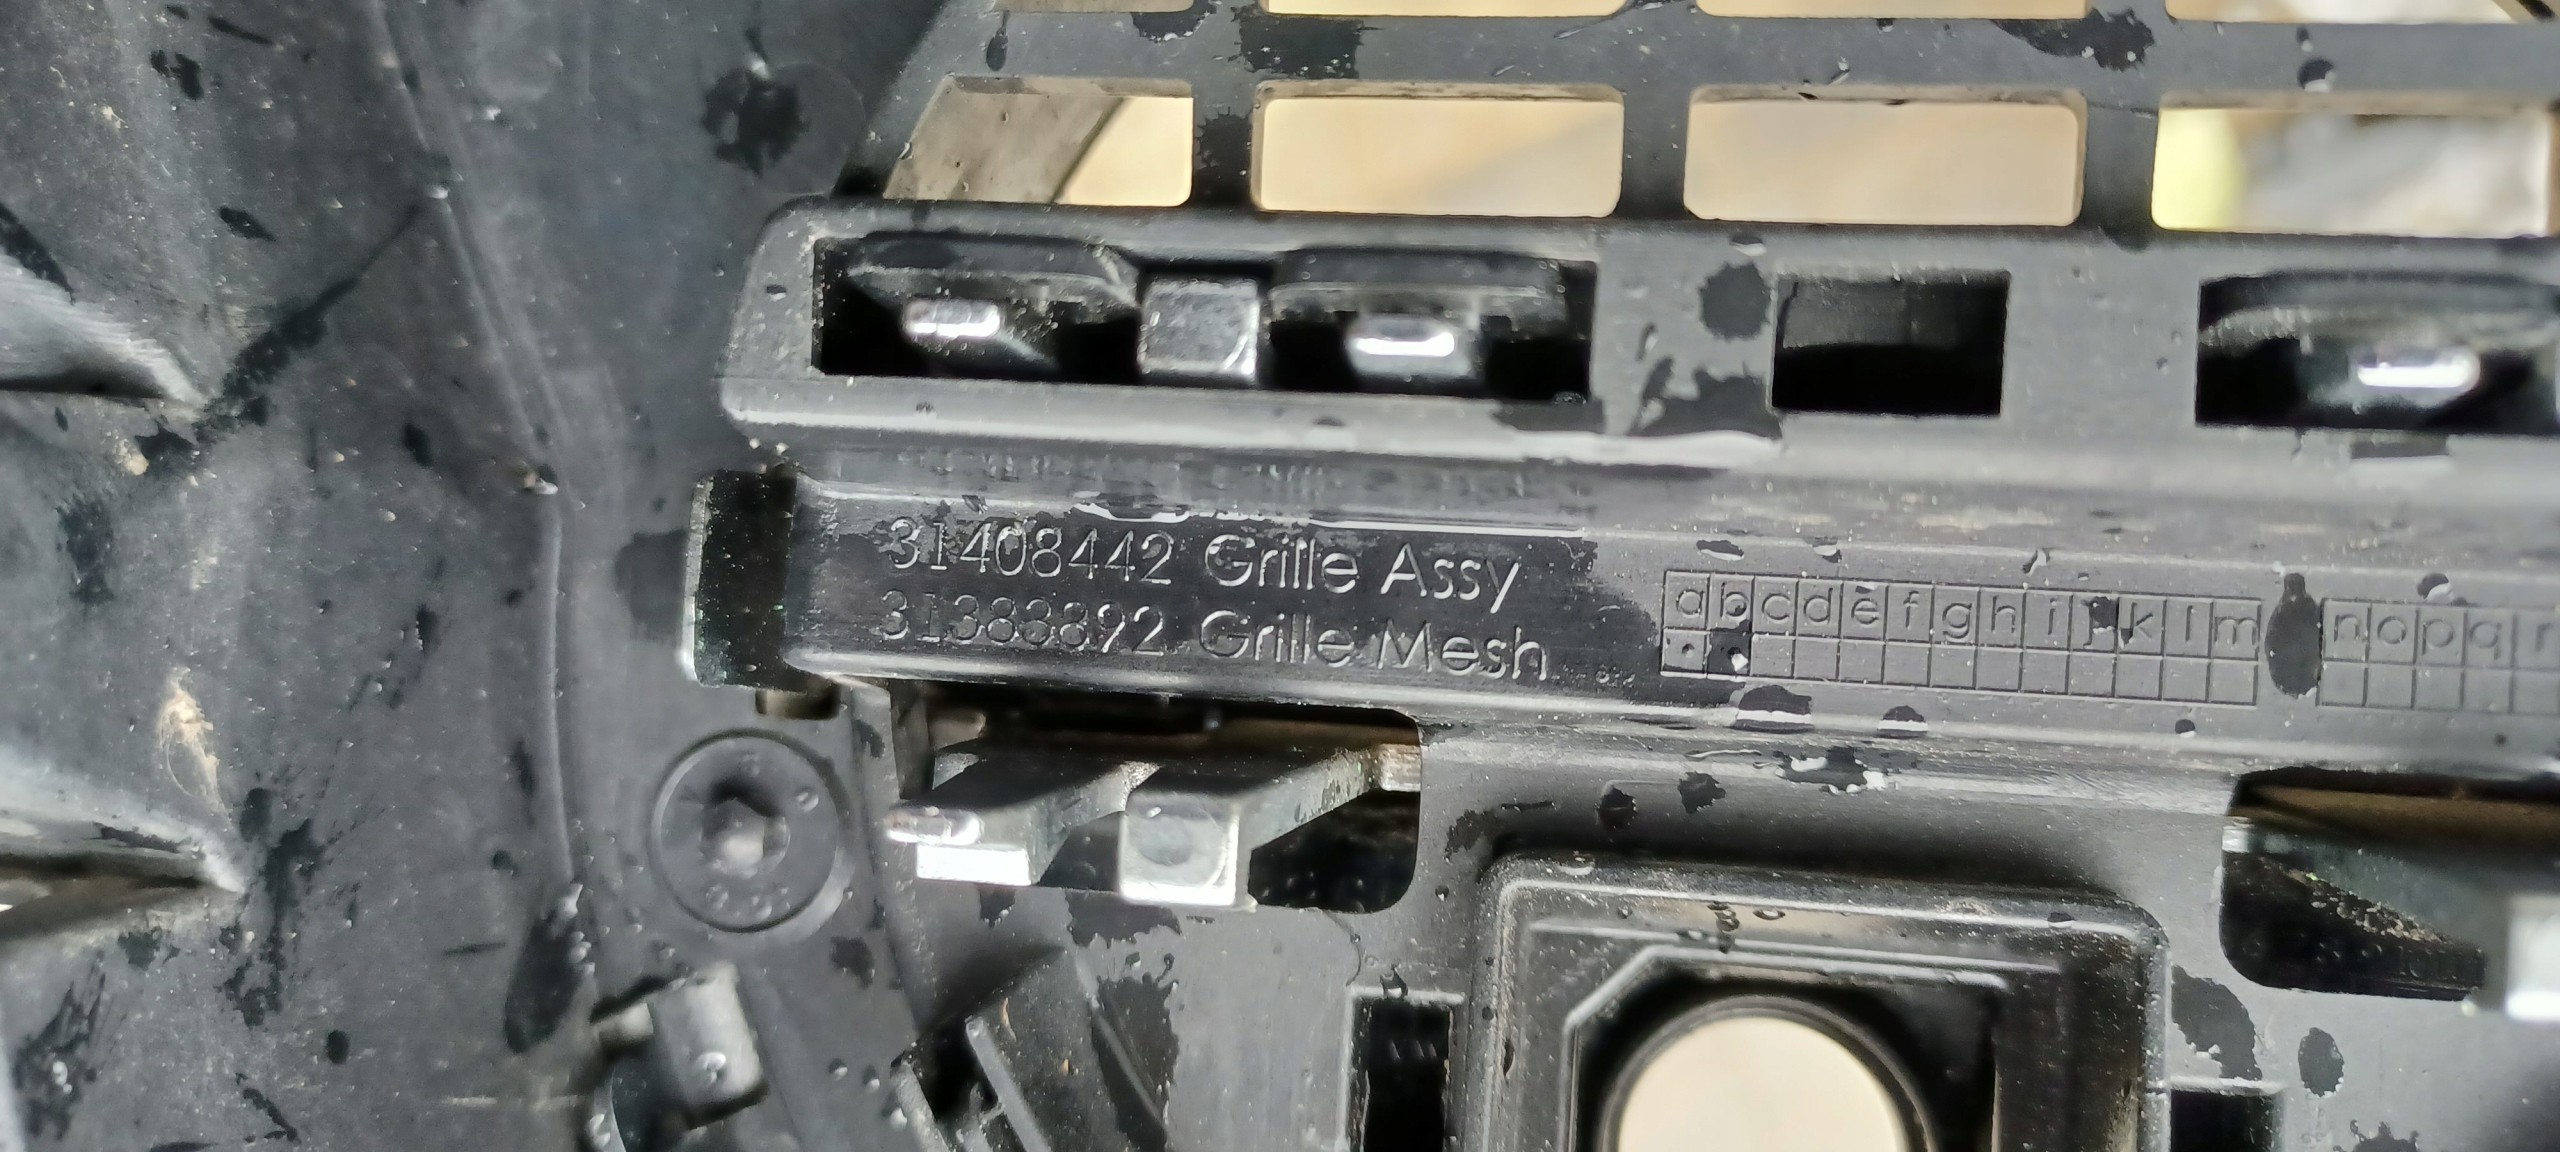 31408442 Grille Assy
31383892 Grille Mesh
a b c d e f g h i j k l m n o p q r